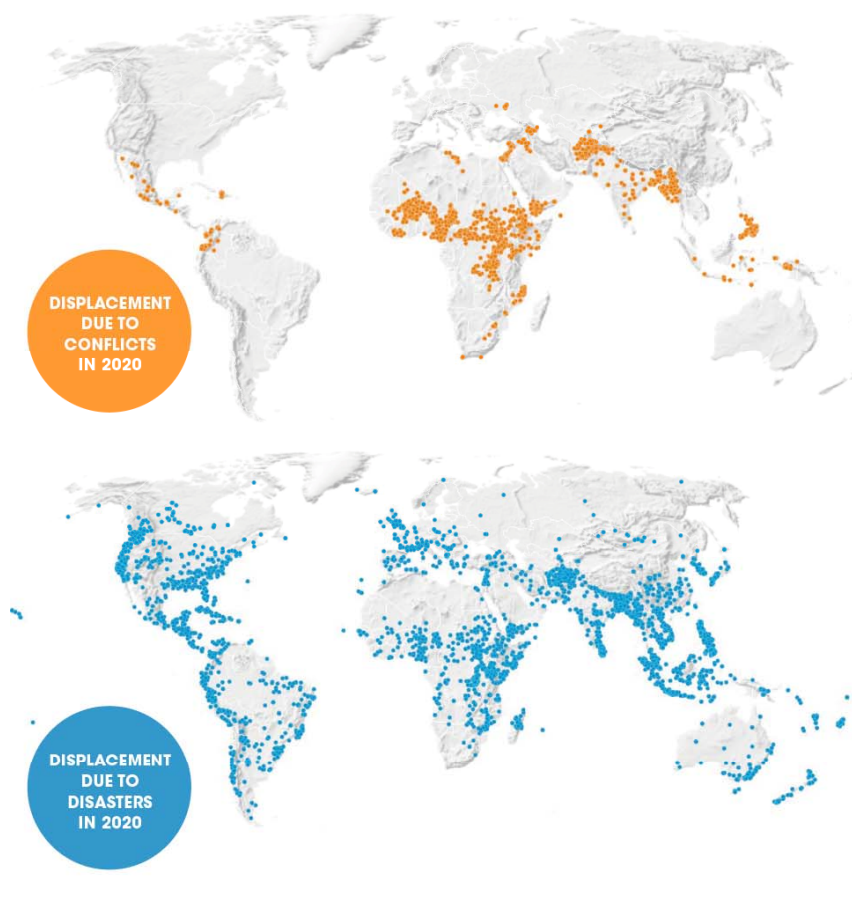 DISPLACEMENT
DUE TO
CONFLICTS
IN 2020
DISPLACEMENT
DUE TO
DISASTERS
IN 2020